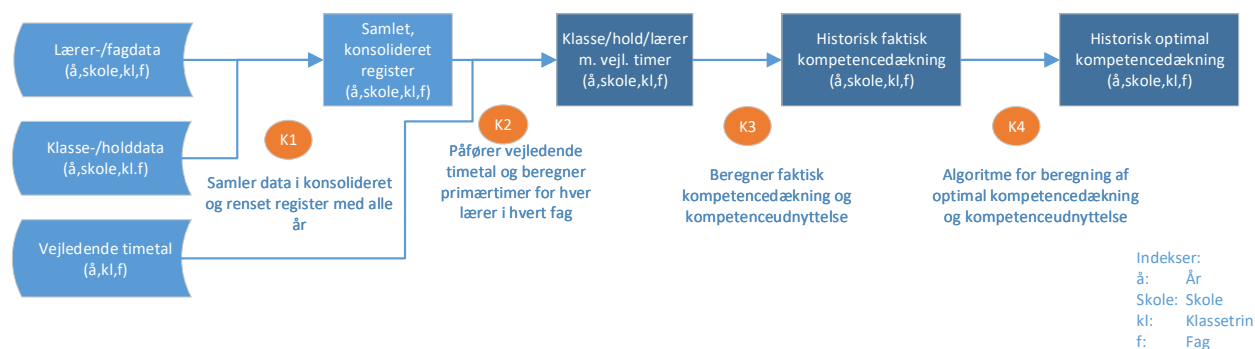 Lærer-/fagdata
(å,skole,kl,f)
Klasse-/holddata
(å,skole,kl.f)
Vejledende timetal
(å,kl,f)
Samlet,
konsolideret
register
(å,skole,kl,f)
Klasse/hold/lærer
m. vejl. timer
(å,skole,kl,f)
Historisk faktisk
kompetencedækning
(å,skole,kl,f)
Historisk optimal
kompetencedækning
(å,skole,kl,f)
K1
Samler data i konsolideret
og renset register med alle
år
K2
Påfører vejledende
timetal og beregner
primærtimer for hver
lærer i hvert fag
K3
Beregner faktisk
kompetencedækning og
kompetenceudnyttelse
K4
Algoritme for beregning af
optimal kompetencedækning
og kompetenceudnyttelse
Indekser:
å: År
Skole: Skole
kl: Klassetrin
f: Fag